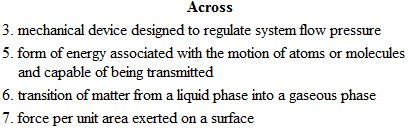 Across
3. mechanical device designed to regulate system flow pressure
5. form of energy associated with the motion of atoms or molecules
and capable of being transmitted
6. transition of matter from a liquid phase into a gaseous phase
7. force per unit area exerted on a surface